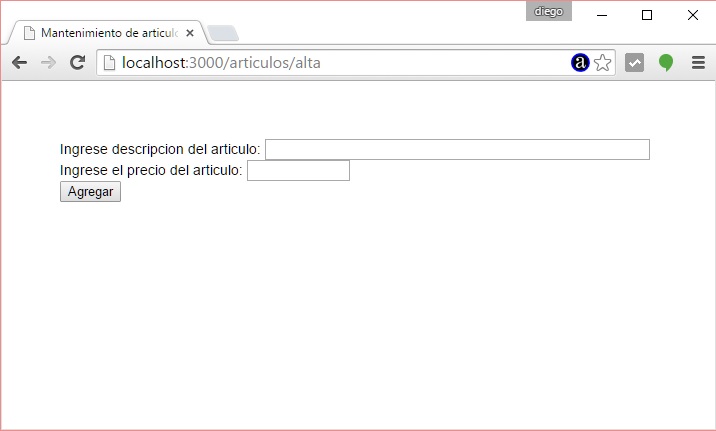 diego
Mantenimiento de articulo
localhost:3000/articulos/alta
a
Ingrese descripcion del articulo:
Ingrese el precio del articulo:
Agregar